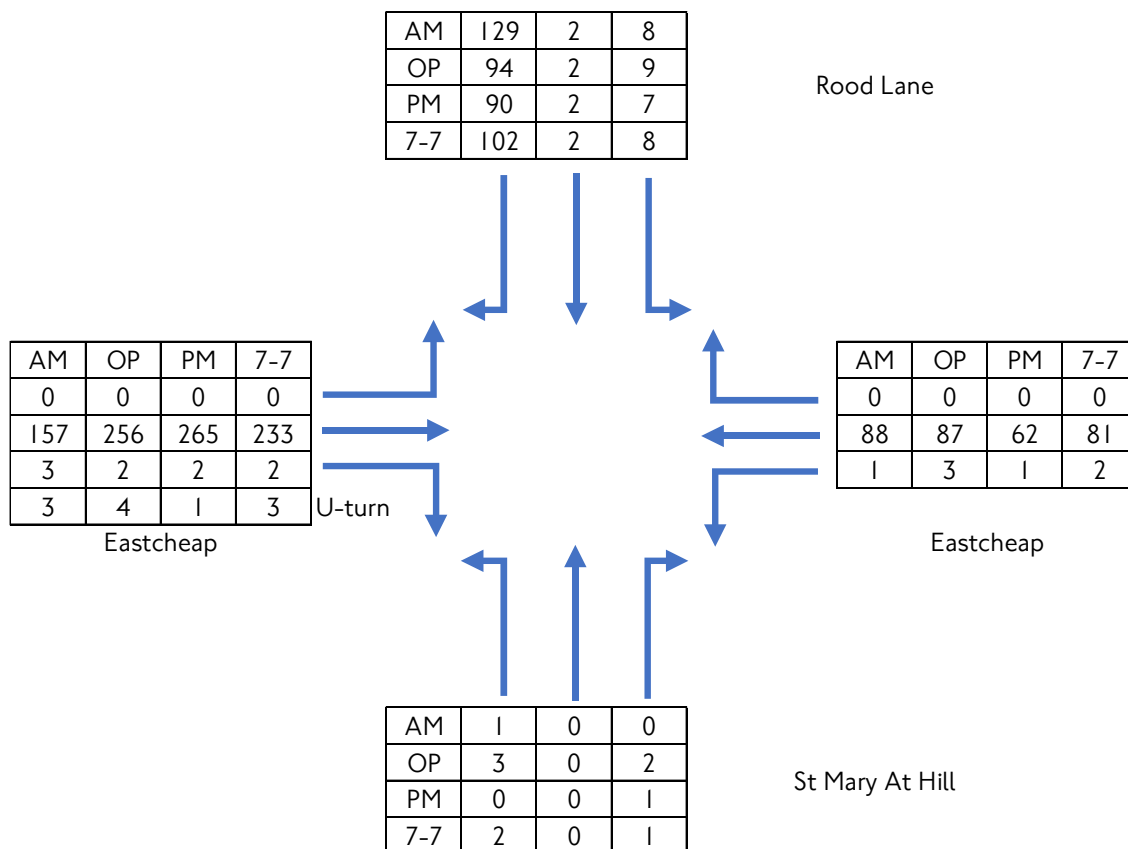 AM 129 2 8
OP 94 2 9
Rood Lane
PM 90 2 7
7-7 102 2 8
AM OP PM 7-7
0 0 0 0
157 256 265 233
3 2 2 2
3 4 1 3 U-turn
Eastcheap
AM OP PM 7-7
0 0 0 0
88 87 62 81
1 3 1 2
Eastcheap
AM 1 0 0
OP 3 0 2
St Mary At Hill
PM 0 0 1
7-7 2 0 1